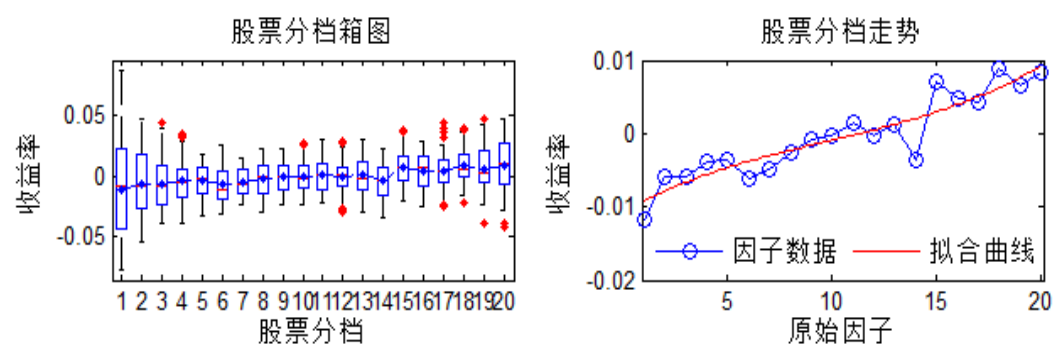 股票分档箱图
0.05
0
-0.05
收益率
1 2 3 4 5 6 7 8 9 10 11 12 13 14 15 16 17 18 19 20
股票分档
股票分档走势
0.01
0
-0.01
-0.02
收益率
因子数据 拟合曲线
5 10 15 20
原始因子